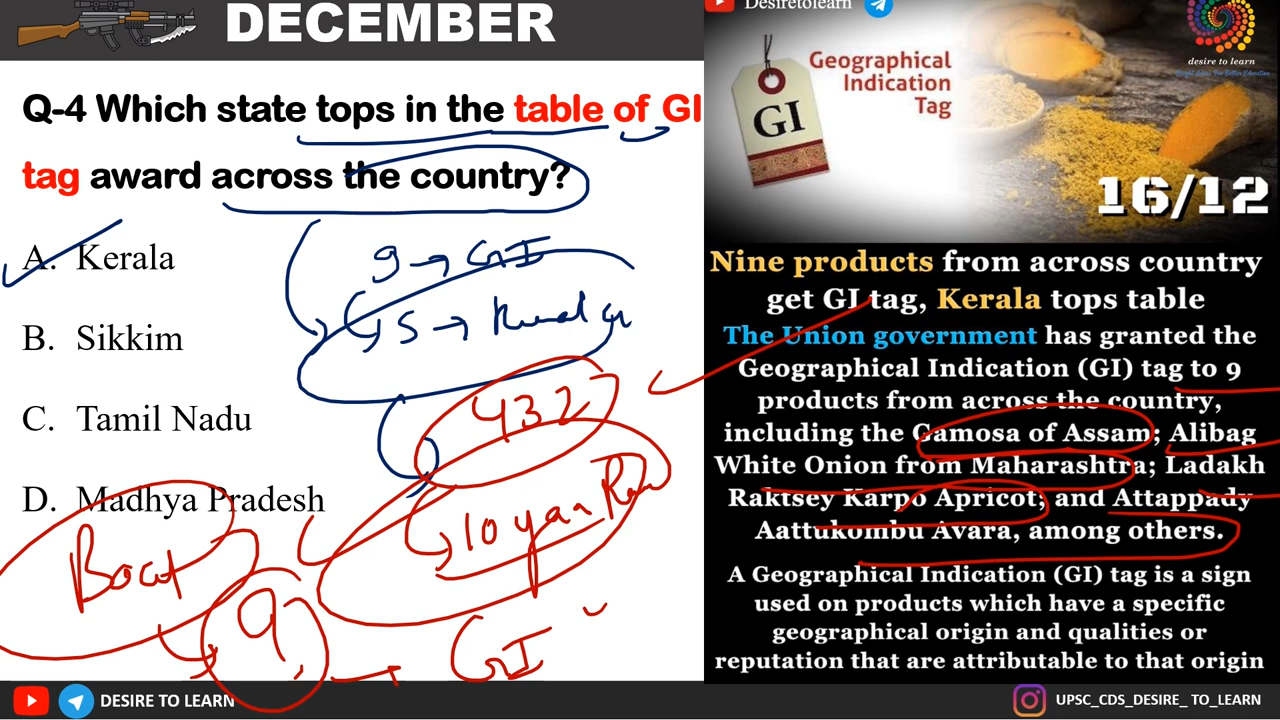 DECEMBER
Q-4 Which state tops in the table of GI
tag award across the country?
A. Kerala
B. Sikkim
C. Tamil Nadu
D. Madhya Pradesh
9 → GI
5 → Kerala
432
10 year
Boat
9 → GI
DESIRE TO LEARN
Desiretolearn
desire to learn
Geographical
Indication
Tag
GI
16/12
Nine products from across country
get GI tag, Kerala tops table
The Union government has granted the
Geographical Indication (GI) tag to 9
products from across the country,
including the Gamosa of Assam; Alibag
White Onion from Maharashtra; Ladakh
Raktsey Karpo Apricot; and Attappady
Aattukombu Avara, among others.
A Geographical Indication (GI) tag is a sign
used on products which have a specific
geographical origin and qualities or
reputation that are attributable to that origin
UPSC_CDS_DESIRE_ TO_LEARN